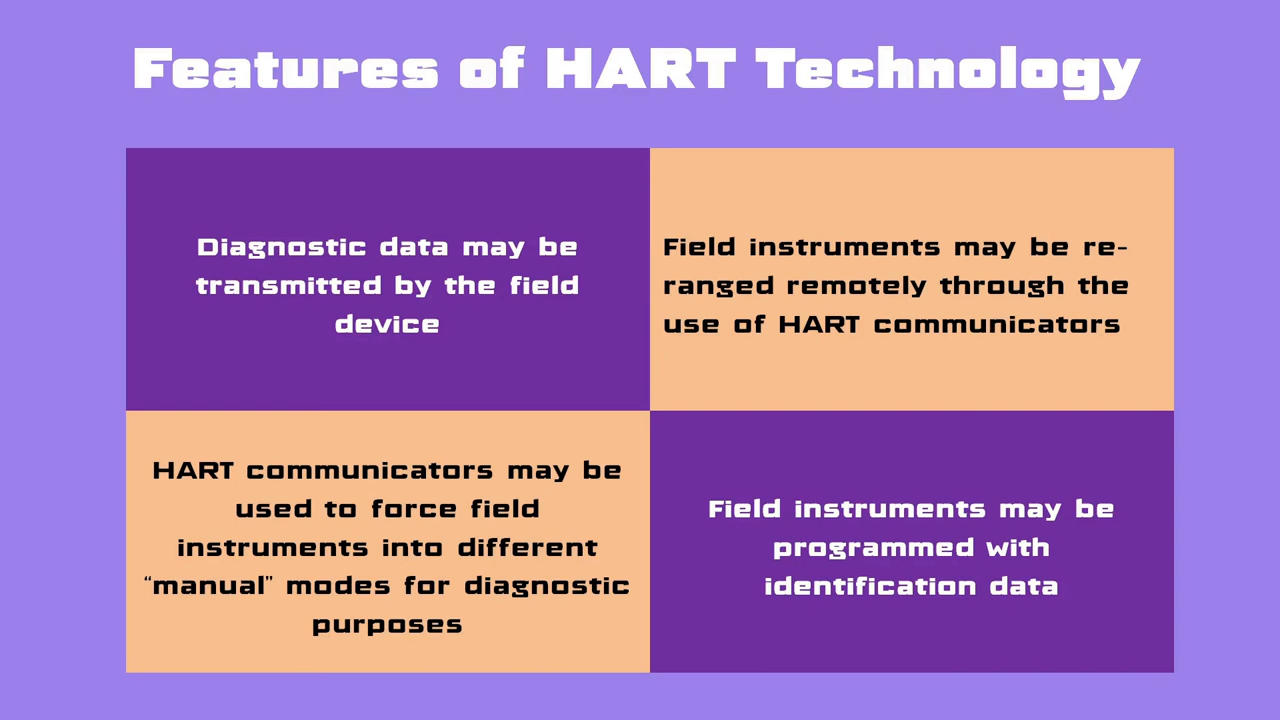 Features of HART Technology
Diagnostic data may be
transmitted by the field
device
Field instruments may be re-
ranged remotely through the
use of HART communicators
HART communicators may be
used to force field
instruments into different
“manual” modes for diagnostic
purposes
Field instruments may be
programmed with
identification data